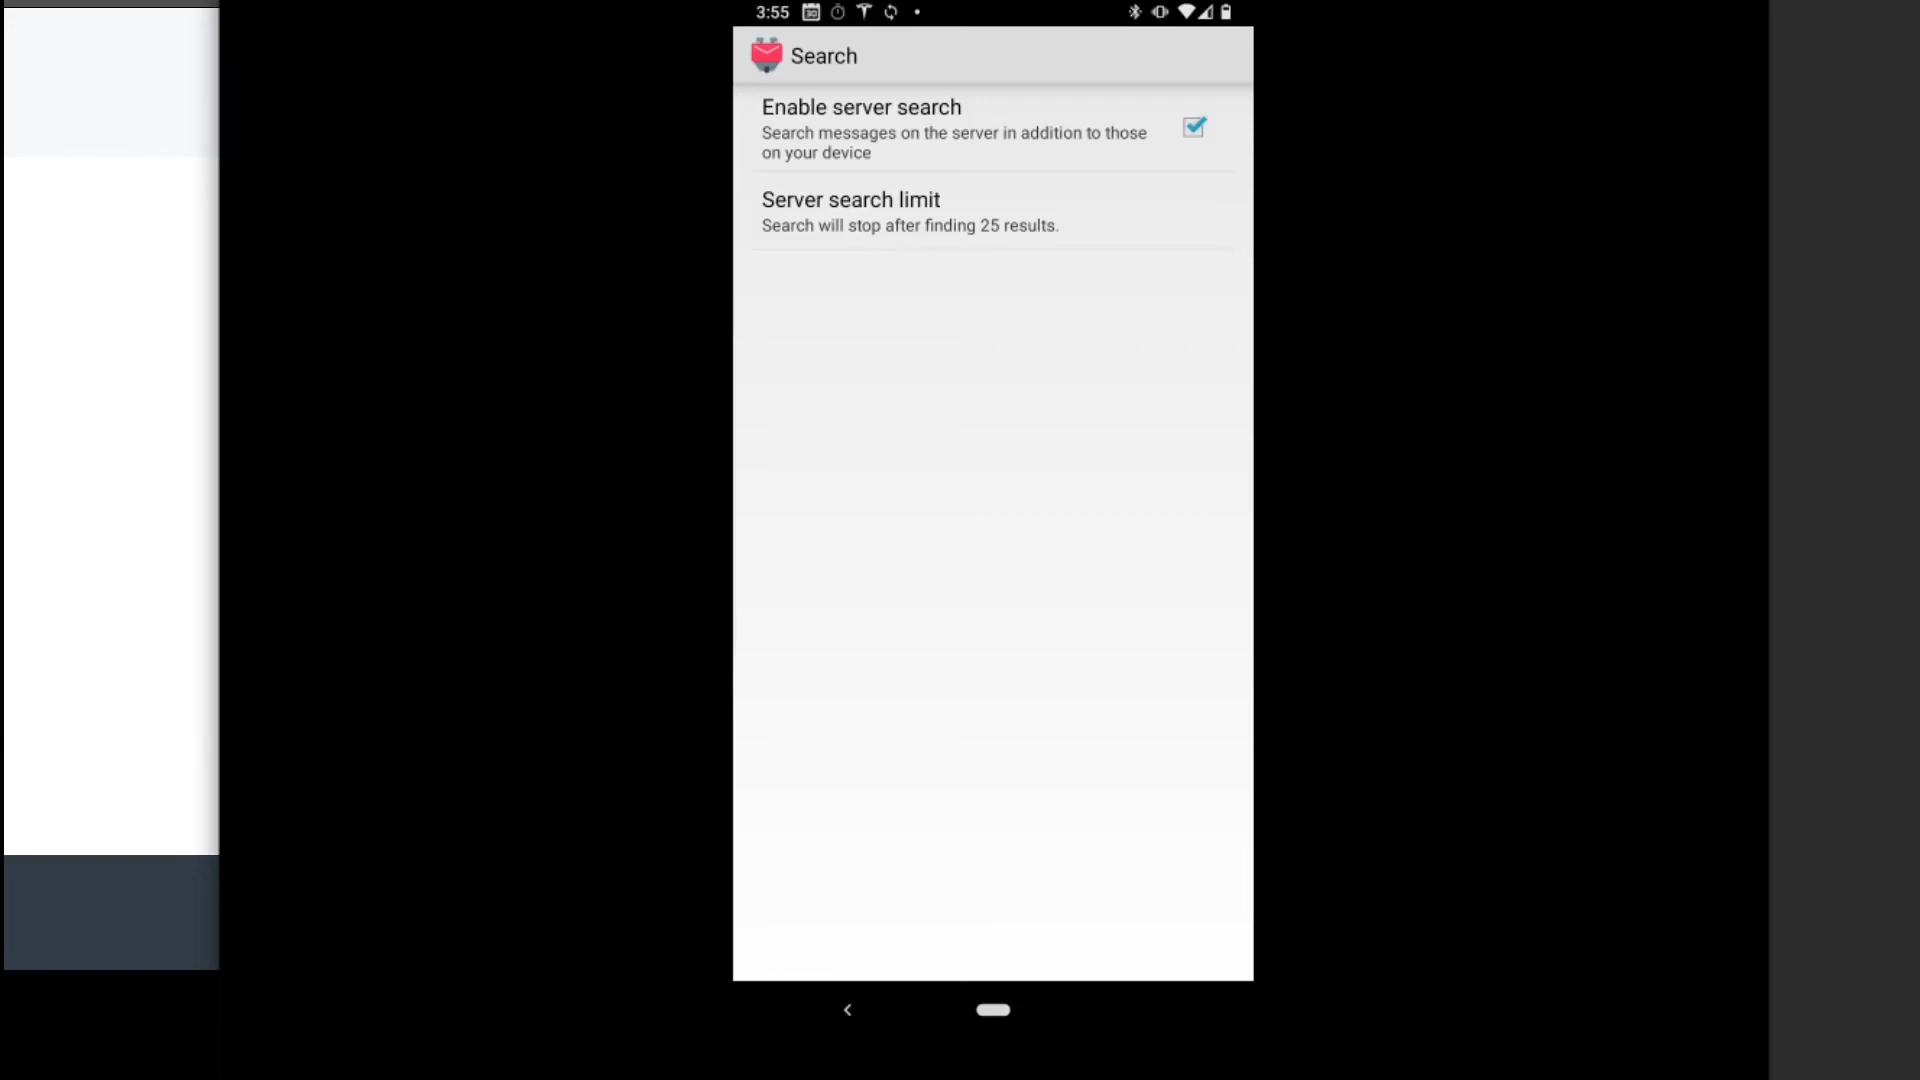 3:55
Search
Enable server search
Search messages on the server in addition to those
on your device
Server search limit
Search will stop after finding 25 results.